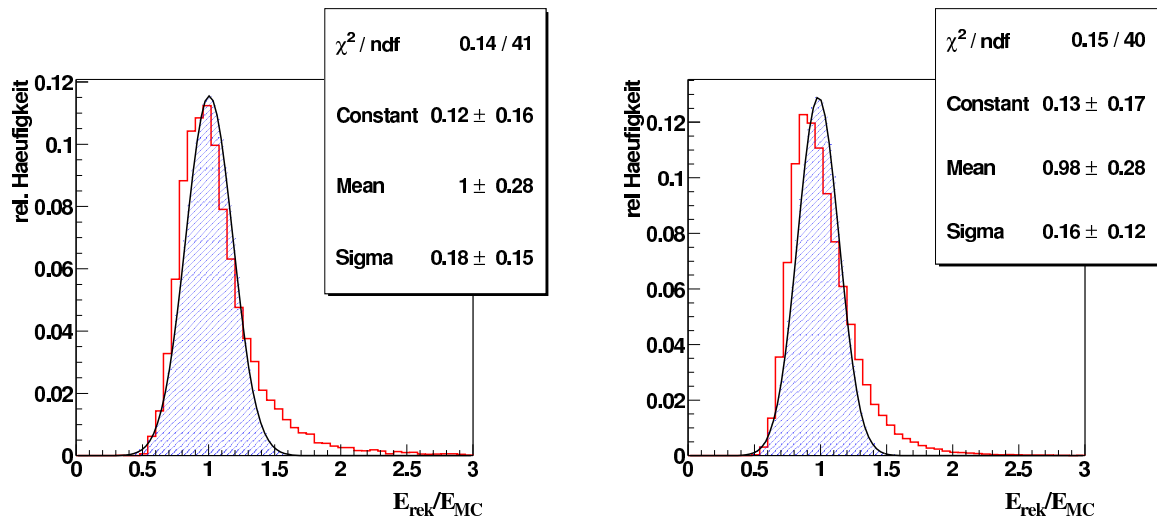 χ² / ndf 0.14 / 41
Constant 0.12 ± 0.16
Mean 1 ± 0.28
Sigma 0.18 ± 0.15
rel. Haeufigkeit
0.12
0.1
0.08
0.06
0.04
0.02
0
0 0.5 1 1.5 2 2.5 3
E_rek/E_MC
χ² / ndf 0.15 / 40
Constant 0.13 ± 0.17
Mean 0.98 ± 0.28
Sigma 0.16 ± 0.12
rel Haeufigkeit
0.12
0.1
0.08
0.06
0.04
0.02
0
0 0.5 1 1.5 2 2.5 3
E_rek/E_MC